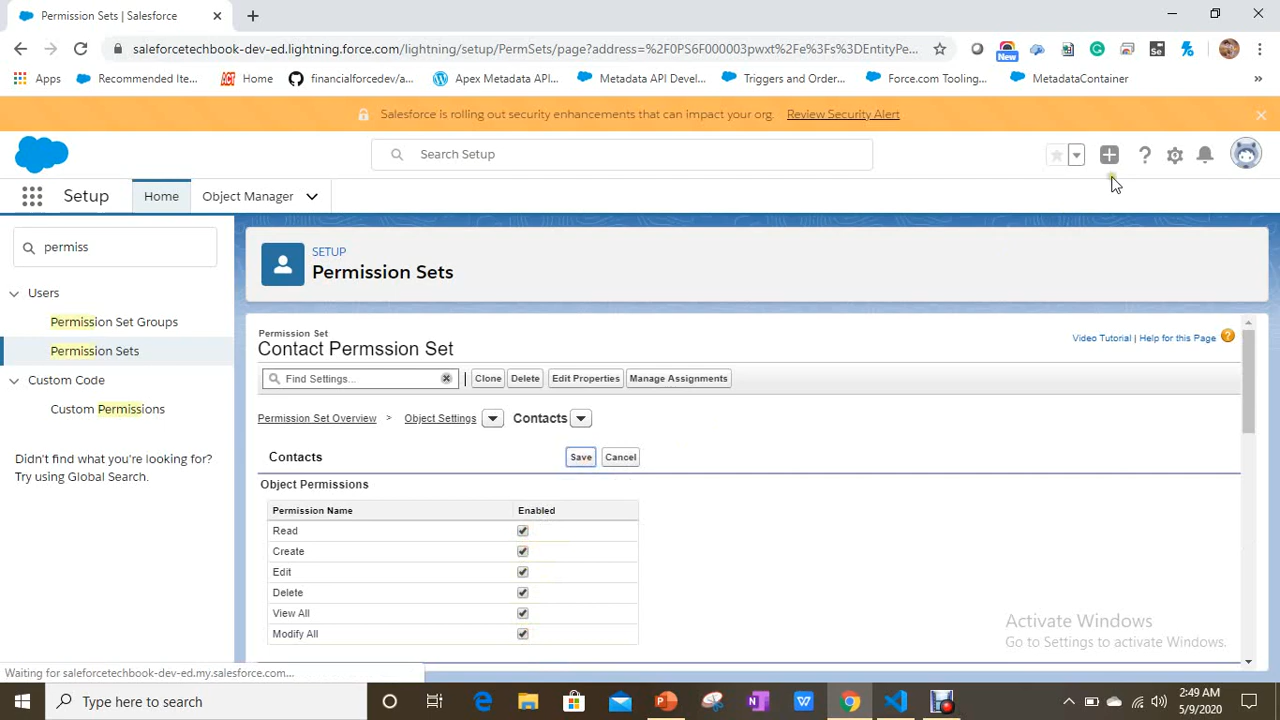 Permission Sets | Salesforce
saleforcetechbook-dev-ed.lightning.force.com/lightning/setup/PermSets/page?address=%2F0PS6F000003pwxt%2Fe%3Fs%3DEntityPe...
New
Apps
Recommended Ite...
ACT
Home
financialforcedev/a...
Apex Metadata API...
Metadata API Devel...
Triggers and Order...
Force.com Tooling...
MetadataContainer
»
Salesforce is rolling out security enhancements that can impact your org. Review Security Alert
Search Setup
Setup
Home
Object Manager
permiss
Users
Permission Set Groups
Permission Sets
Custom Code
Custom Permissions
Didn't find what you're looking for?
Try using Global Search.
SETUP
Permission Sets
Permission Set
Contact Permssion Set
Video Tutorial | Help for this Page
Find Settings...
Clone
Delete
Edit Properties
Manage Assignments
Permission Set Overview > Object Settings Contacts
Contacts
Save
Cancel
Object Permissions
Permission Name Enabled
Read
Create
Edit
Delete
View All
Modify All
Activate Windows
Go to Settings to activate Windows.
Waiting for saleforcetechbook-dev-ed.my.salesforce.com...
Type here to search
2:49 AM
5/9/2020